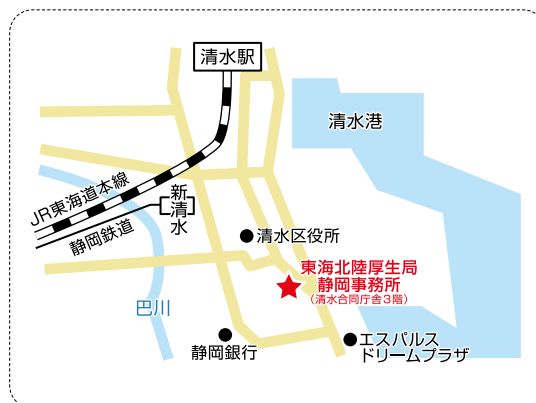 清水駅
清水港
JR東海道本線
新清水
静岡鉄道
清水区役所
東海北陸厚生局
静岡事務所
(清水合同庁舎3階)
巴川
静岡銀行
エスパルス
ドリームプラザ